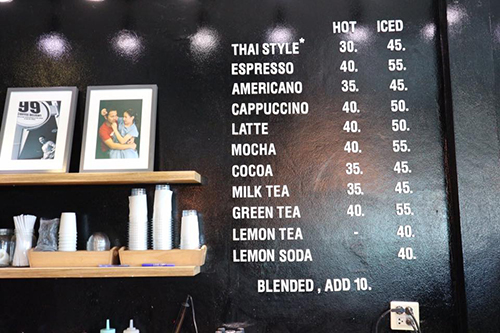 HOT ICED
THAI STYLE* 30. 45.
ESPRESSO 40. 55.
AMERICANO 35. 45.
CAPPUCCINO 40. 50.
LATTE 40. 50.
MOCHA 40. 55.
COCOA 35. 45.
MILK TEA 35. 45.
GREEN TEA 40. 55.
LEMON TEA - 40.
LEMON SODA 40.
BLENDED , ADD 10.
99